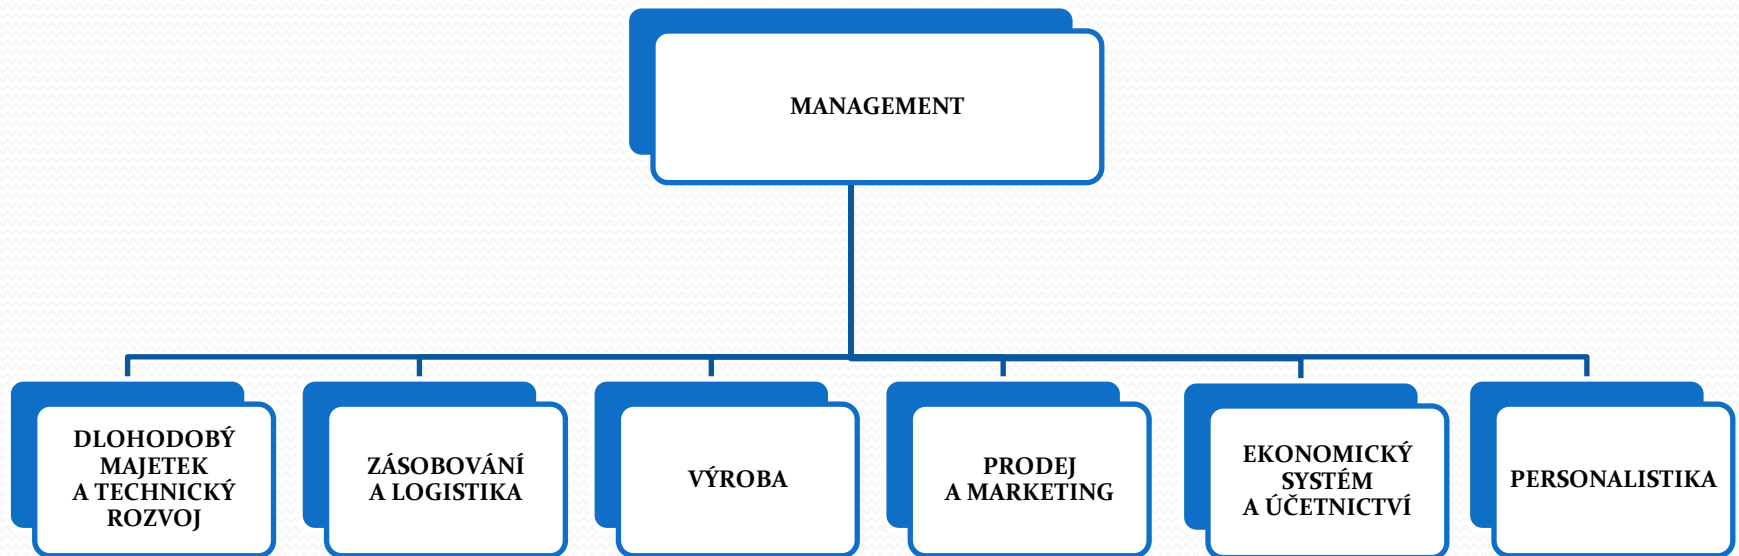 MANAGEMENT
DLOHODOBÝ
MAJETEK
A TECHNICKÝ
ROZVOJ
ZÁSOBOVÁNÍ
A LOGISTIKA
VÝROBA
PRODEJ
A MARKETING
EKONOMICKÝ
SYSTÉM
A ÚČETNICTVÍ
PERSONALISTIKA